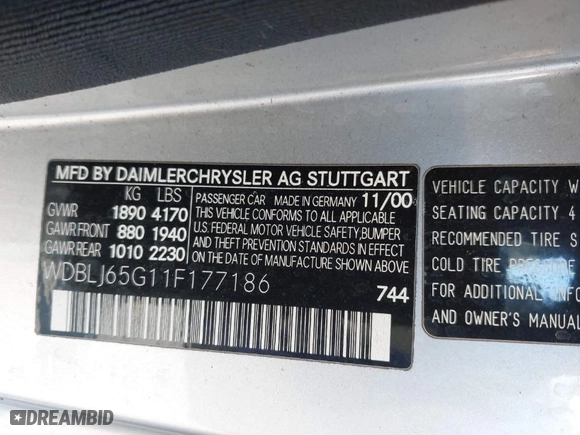 MFD BY DAIMLERCHRYSLER AG STUTTGART
KG LBS
GVWR 1890 4170
GAWR FRONT 880 1940
GAWR REAR 1010 2230
PASSENGER CAR MADE IN GERMANY 11/00
THIS VEHICLE CONFORMS TO ALL APPLICABLE
U.S. FEDERAL MOTOR VEHICLE SAFETY, BUMPER
AND THEFT PREVENTION STANDARDS
IN EFFECT ON
THE DATE OF MANUFACTURE SHOWN ABOVE
WDBLJ65G11F177186
744
VEHICLE CAPACITY W
SEATING CAPACITY 4
RECOMMENDED TIRE S
COLD TIRE PRESSURE
FOR ADDITIONAL INFO
AND OWNER'S MANUAL
DREAMBID